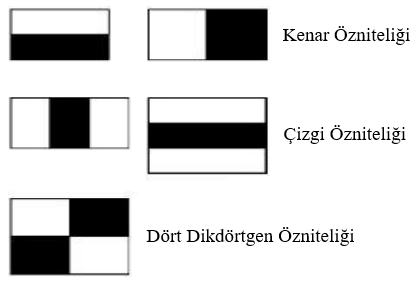 Kenar Özniteliği
Çizgi Özniteliği
Dört Dikdörtgen Özniteliği